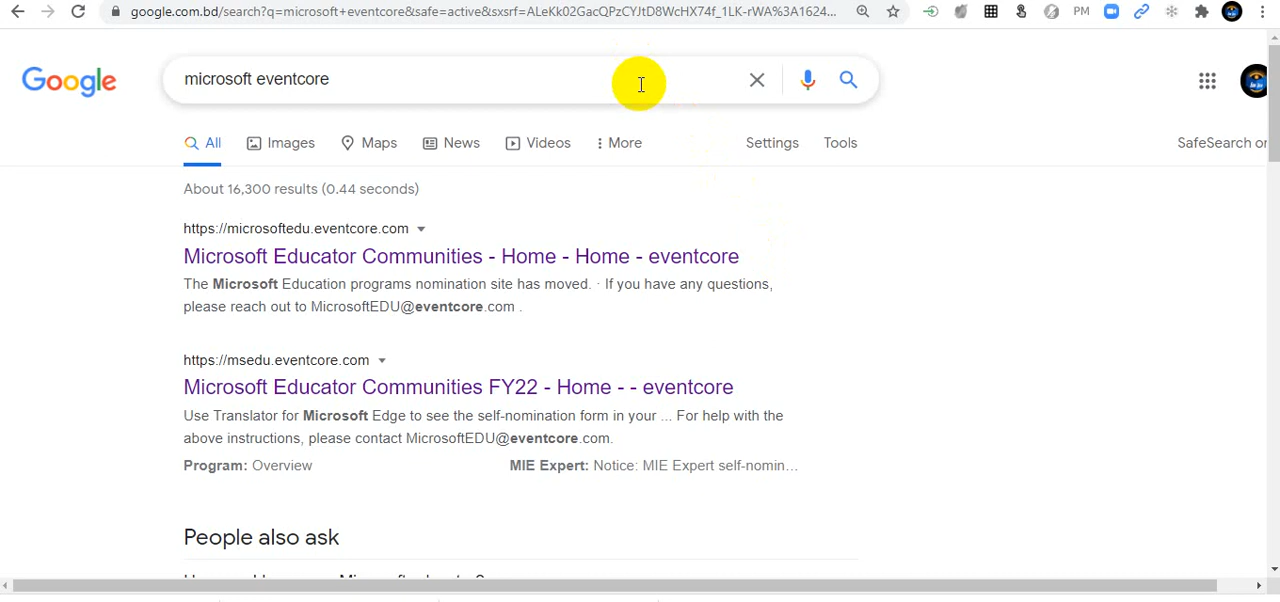 google.com.bd/search?q=microsoft+eventcore&safe=active&sxsrf=ALeKk02GacQPzCYJtD8WcHX74f_1LK-rWA%3A1624...
PM
Google
microsoft eventcore
All Images Maps News Videos More Settings Tools SafeSearch on
About 16,300 results (0.44 seconds)
https://microsoftedu.eventcore.com
Microsoft Educator Communities - Home - Home - eventcore
The Microsoft Education programs nomination site has moved. · If you have any questions,
please reach out to MicrosoftEDU@eventcore.com .
https://msedu.eventcore.com
Microsoft Educator Communities FY22 - Home - - eventcore
Use Translator for Microsoft Edge to see the self-nomination form in your ... For help with the
above instructions, please contact MicrosoftEDU@eventcore.com.
Program: Overview MIE Expert: Notice: MIE Expert self-nomin...
People also ask